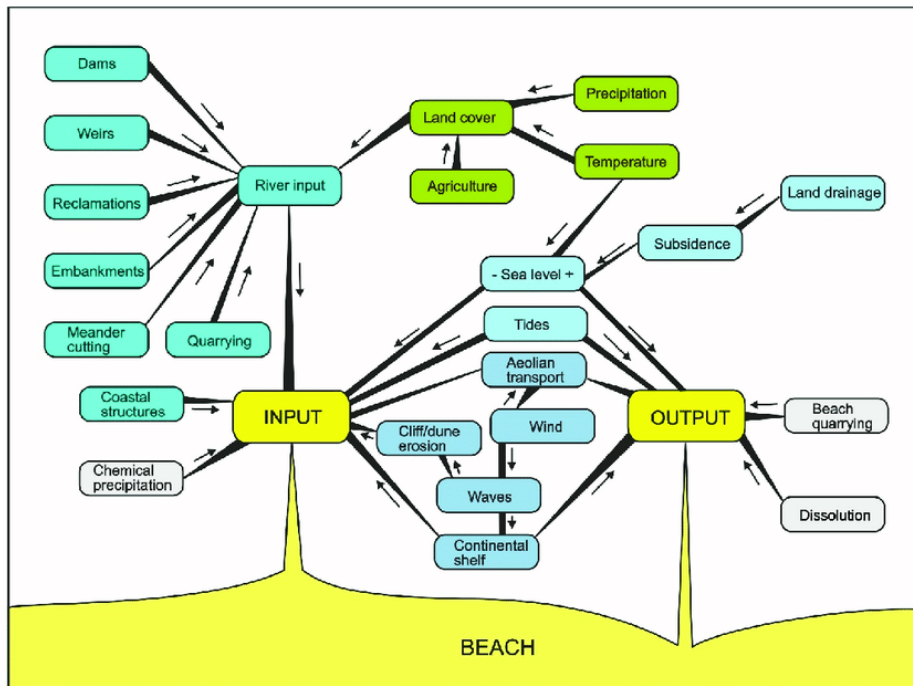 Dams
Precipitation
Land cover
Weirs
Temperature
River input
Agriculture
Land drainage
Reclamations
Subsidence
Embankments
- Sea level +
Tides
Meander
cutting
Quarrying
Aeolian
transport
Coastal
structures
INPUT
OUTPUT
Beach
quarrying
Cliff/dune
erosion
Wind
Chemical
precipitation
Waves
Dissolution
Continental
shelf
BEACH